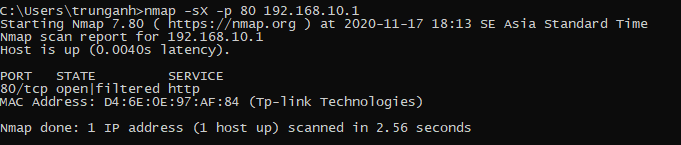 C:\Users\trunganh>nmap -sX -p 80 192.168.10.1
Starting Nmap 7.80 ( https://nmap.org ) at 2020-11-17 18:13 SE Asia Standard Time
Nmap scan report for 192.168.10.1
Host is up (0.0040s latency).
PORT   STATE         SERVICE
80/tcp open|filtered http
MAC Address: D4:6E:0E:97:AF:84 (Tp-link Technologies)
Nmap done: 1 IP address (1 host up) scanned in 2.56 seconds